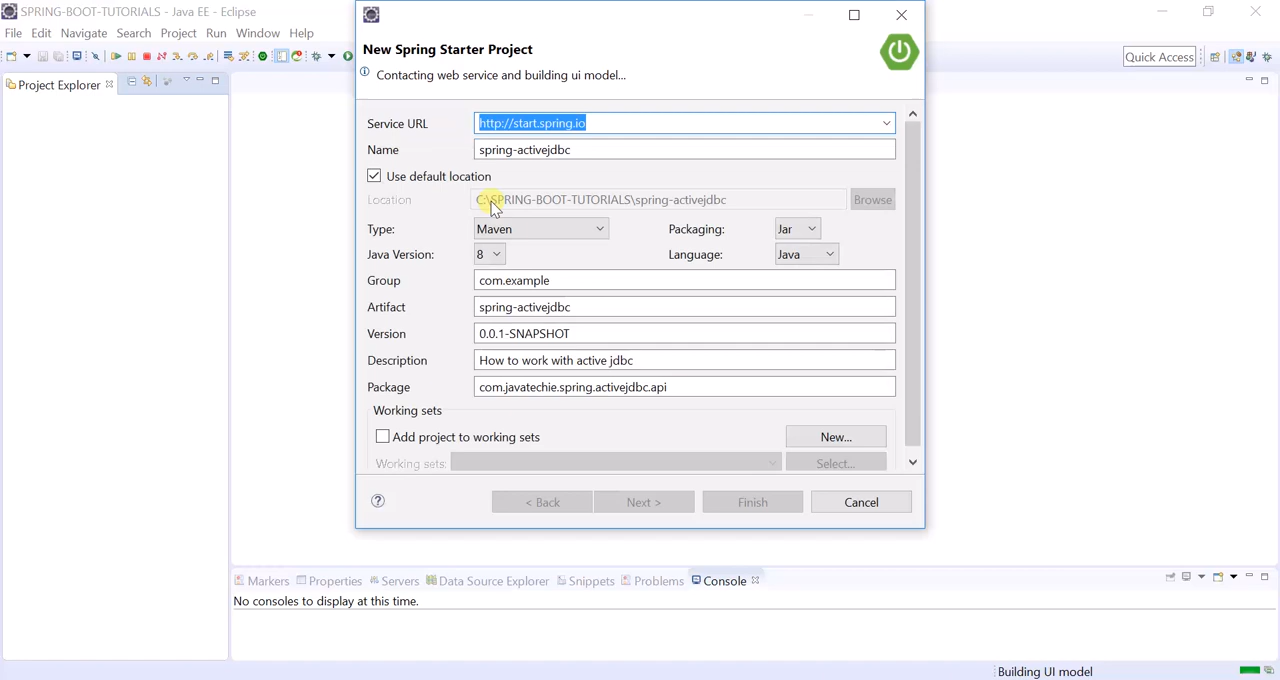 SPRING-BOOT-TUTORIALS - Java EE - Eclipse
File Edit Navigate Search Project Run Window Help
Quick Access
Project Explorer
New Spring Starter Project
Contacting web service and building ui model...
Service URL http://start.spring.io
Name spring-activejdbc
Use default location
Location C:\SPRING-BOOT-TUTORIALS\spring-activejdbc Browse
Type: Maven Packaging: Jar
Java Version: 8 Language: Java
Group com.example
Artifact spring-activejdbc
Version 0.0.1-SNAPSHOT
Description How to work with active jdbc
Package com.javatechie.spring.activejdbc.api
Working sets
Add project to working sets New...
Working sets: Select...
< Back Next > Finish Cancel
Markers Properties Servers Data Source Explorer Snippets Problems Console
No consoles to display at this time.
Building UI model